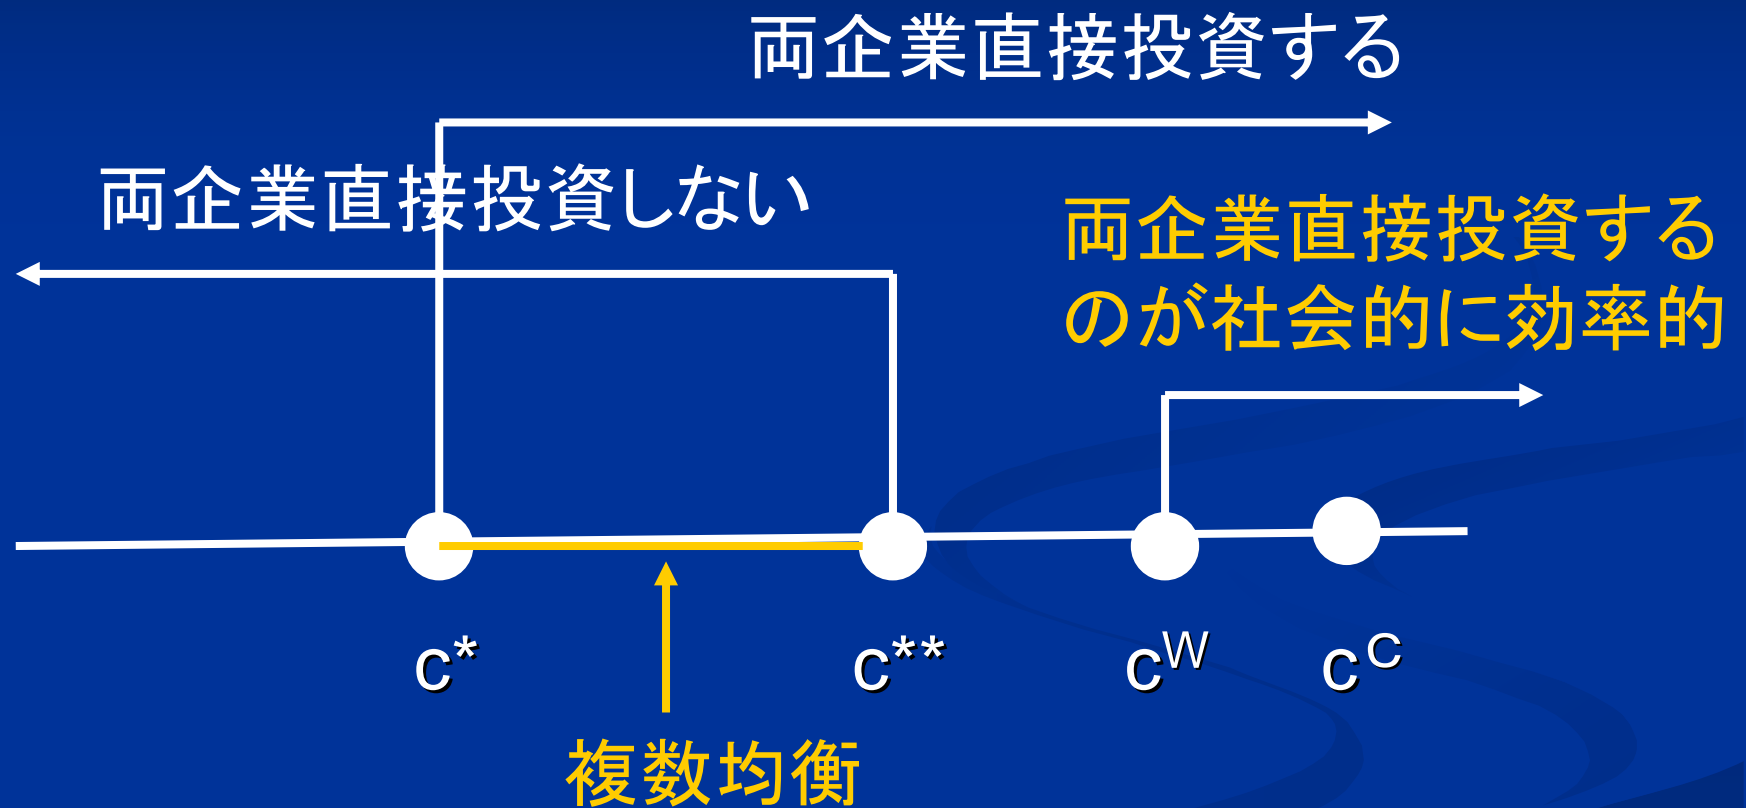 両企業直接投資する
両企業直接投資しない
両企業直接投資する
のが社会的に効率的
c* c** cW cC
複数均衡